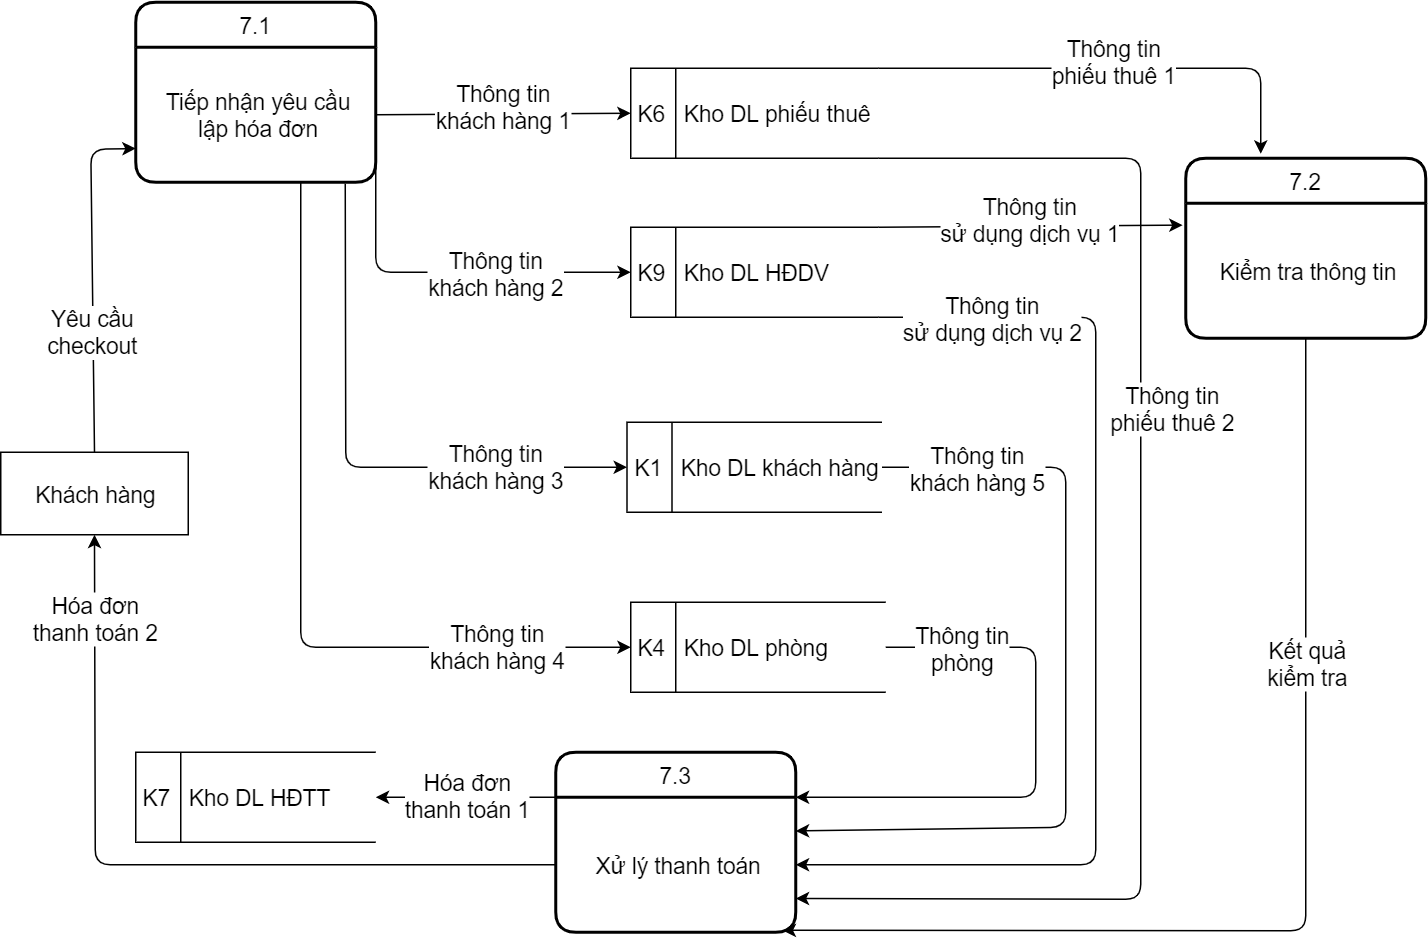 7.1
Tiếp nhận yêu cầu
lập hóa đơn
Thông tin
khách hàng 1
K6
Kho DL phiếu thuê
Thông tin
phiếu thuê 1
7.2
Kiểm tra thông tin
Thông tin
khách hàng 2
K9
Kho DL HĐDV
Thông tin
sử dụng dịch vụ 1
Thông tin
sử dụng dịch vụ 2
Yêu cầu
checkout
Thông tin
phiếu thuê 2
Khách hàng
Thông tin
khách hàng 3
K1
Kho DL khách hàng
Thông tin
khách hàng 5
Hóa đơn
thanh toán 2
Thông tin
khách hàng 4
K4
Kho DL phòng
Thông tin
phòng
Kết quả
kiểm tra
K7
Kho DL HĐTT
Hóa đơn
thanh toán 1
7.3
Xử lý thanh toán